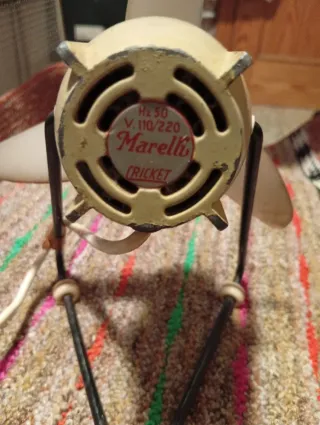 Hz 50
V. 110/220
Marelli
CRICKET